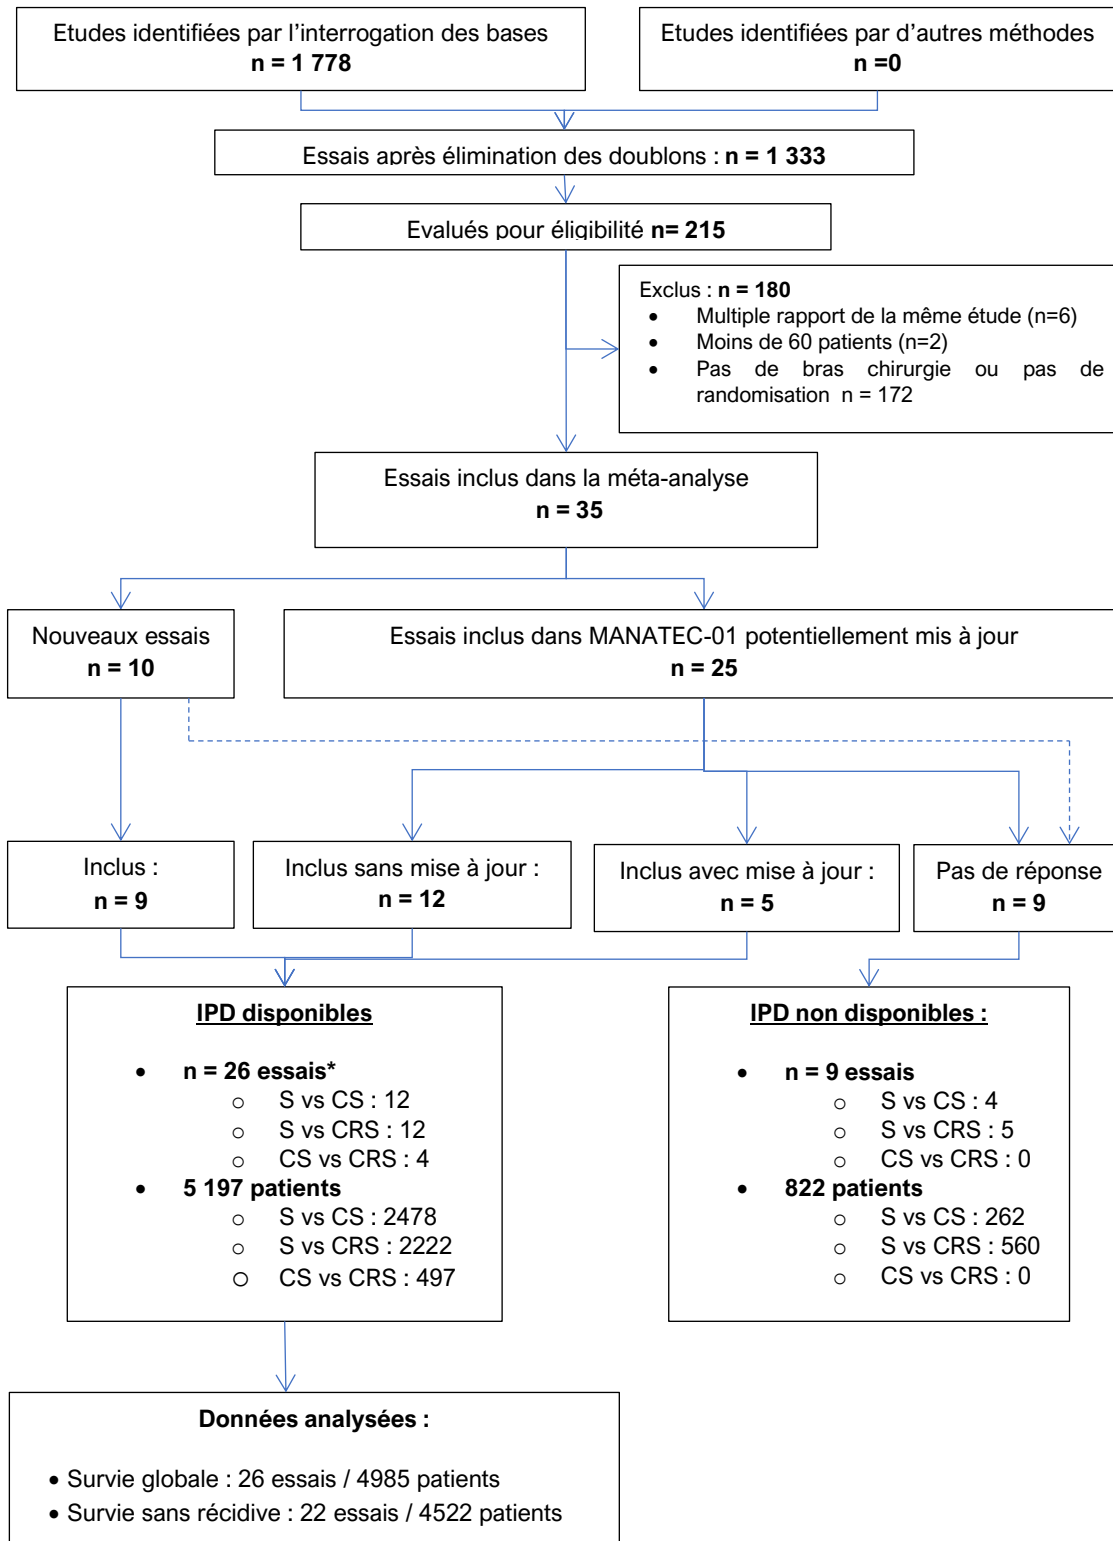 Etudes identifiées par l'interrogation des bases
n = 1 778
Etudes identifiées par d'autres méthodes
n =0
Essais après élimination des doublons : n = 1 333
Evalués pour éligibilité n= 215
Exclus : n = 180
• Multiple rapport de la même étude (n=6)
• Moins de 60 patients (n=2)
• Pas de bras chirurgie ou pas de
randomisation n = 172
Essais inclus dans la méta-analyse
n = 35
Nouveaux essais
n = 10
Essais inclus dans MANATEC-01 potentiellement mis à jour
n = 25
Inclus :
n = 9
Inclus sans mise à jour :
n = 12
Inclus avec mise à jour :
n = 5
Pas de réponse
n = 9
IPD disponibles
• n = 26 essais*
o S vs CS : 12
o S vs CRS : 12
o CS vs CRS : 4
• 5 197 patients
o S vs CS : 2478
o S vs CRS : 2222
o CS vs CRS : 497
IPD non disponibles :
• n = 9 essais
o S vs CS : 4
o S vs CRS : 5
o CS vs CRS : 0
• 822 patients
o S vs CS : 262
o S vs CRS : 560
o CS vs CRS : 0
Données analysées :
• Survie globale : 26 essais / 4985 patients
• Survie sans récidive : 22 essais / 4522 patients